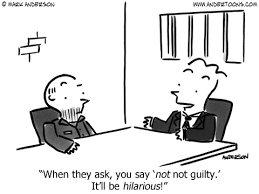 © MARK ANDERSON
WWW.ANDERTOONS.COM
ANDERSON
"When they ask, you say 'not not guilty.'
It'll be hilarious!"